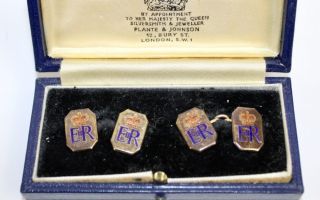 BY APPOINTMENT
TO HER MAJESTY THE QUEEN
SILVERSMITH & JEWELLER
PLANTE & JOHNSON
12, BURY ST.
LONDON, S.W.1
ER ER ER ER